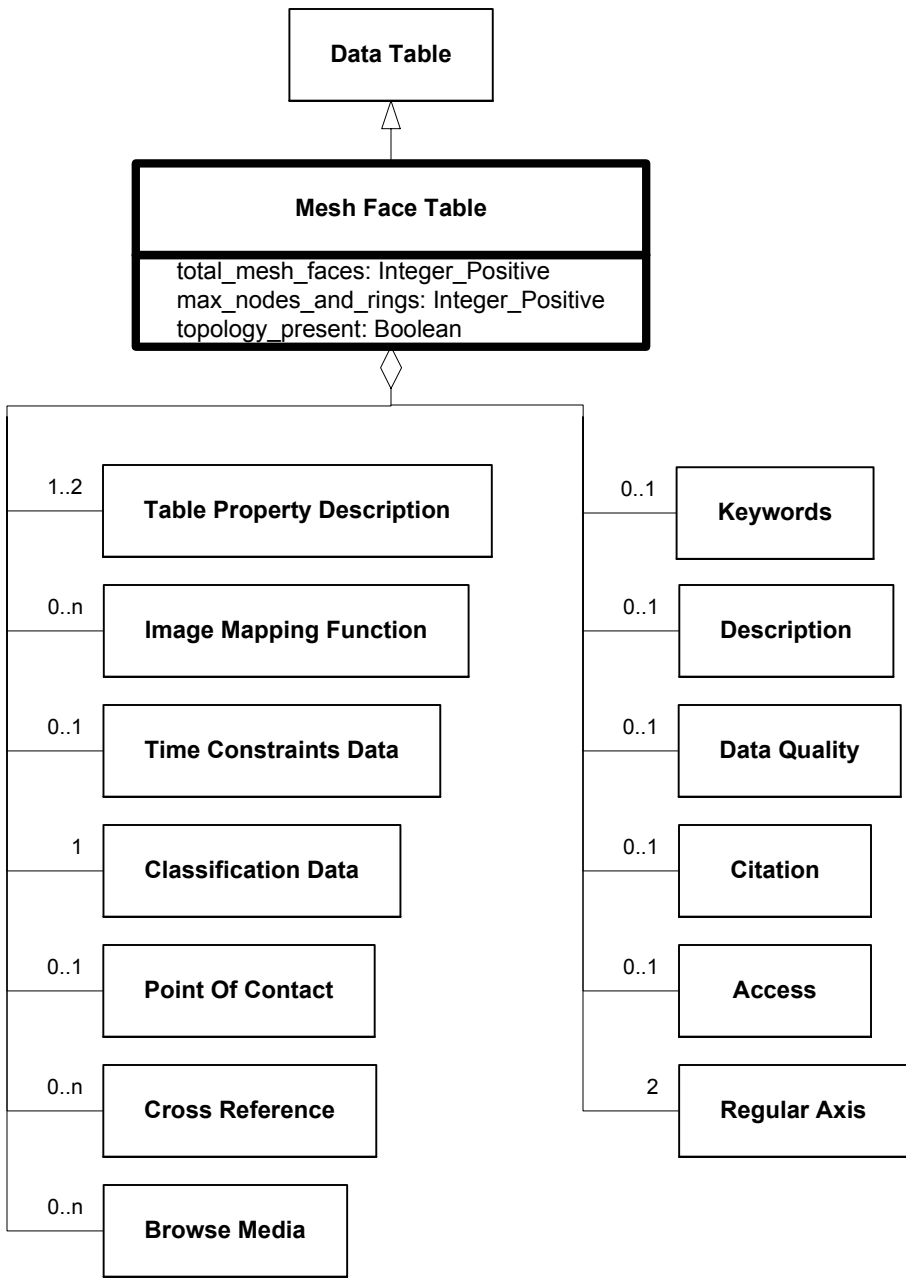 Data Table
Mesh Face Table
total_mesh_faces: Integer_Positive
max_nodes_and_rings: Integer_Positive
topology_present: Boolean
1..2
Table Property Description
0..n
Image Mapping Function
0..1
Time Constraints Data
1
Classification Data
0..1
Point Of Contact
0..n
Cross Reference
0..n
Browse Media
0..1
Keywords
0..1
Description
0..1
Data Quality
0..1
Citation
0..1
Access
2
Regular Axis